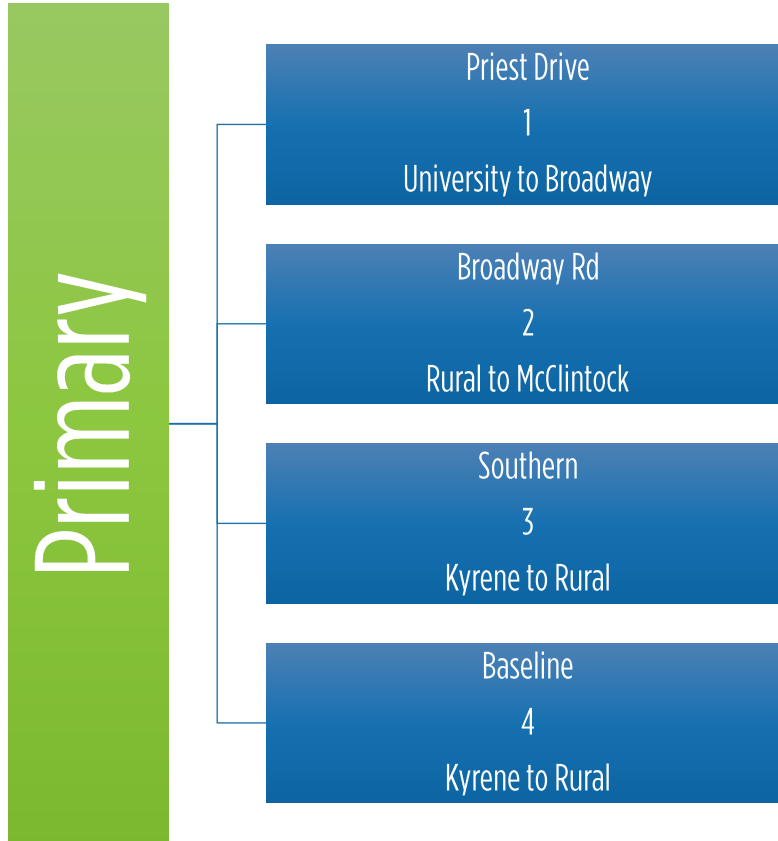 Primary
Priest Drive
1
University to Broadway
Broadway Rd
2
Rural to McClintock
Southern
3
Kyrene to Rural
Baseline
4
Kyrene to Rural